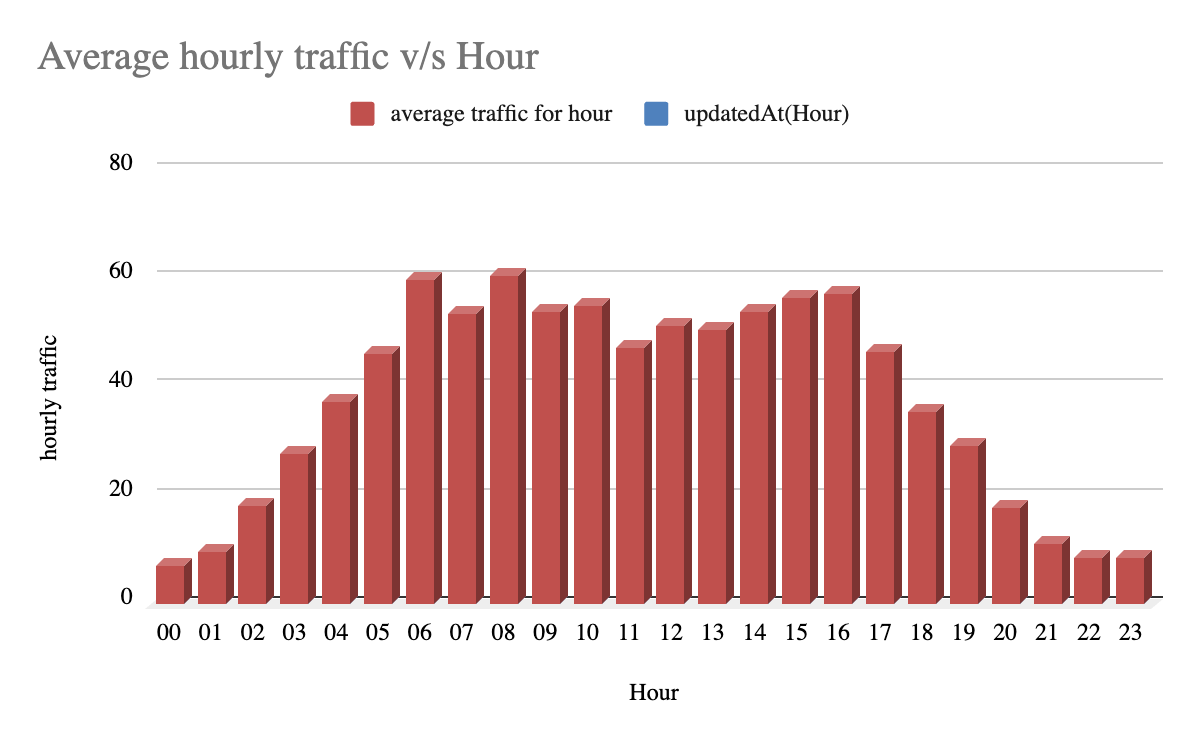 Average hourly traffic v/s Hour
average traffic for hour updatedAt(Hour)
80
60
40
20
0
hourly traffic
00 01 02 03 04 05 06 07 08 09 10 11 12 13 14 15 16 17 18 19 20 21 22 23
Hour